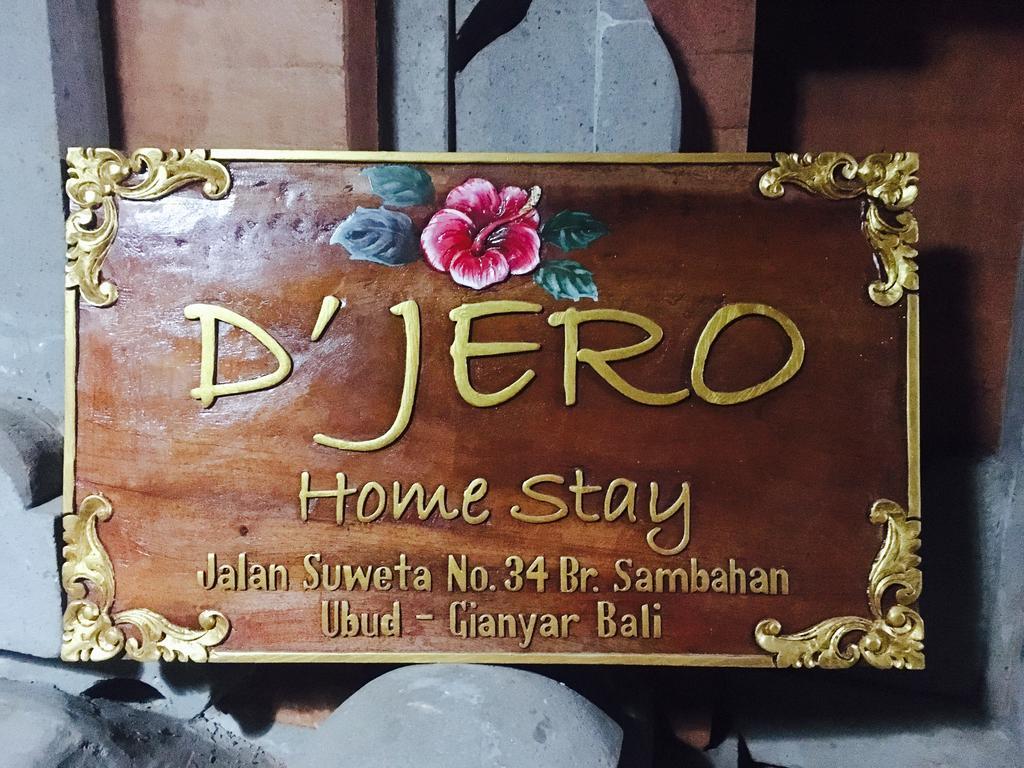 D'JERO
Home Stay
Jalan Suweta No. 34 Br. Sambahan
Ubud - Gianyar Bali